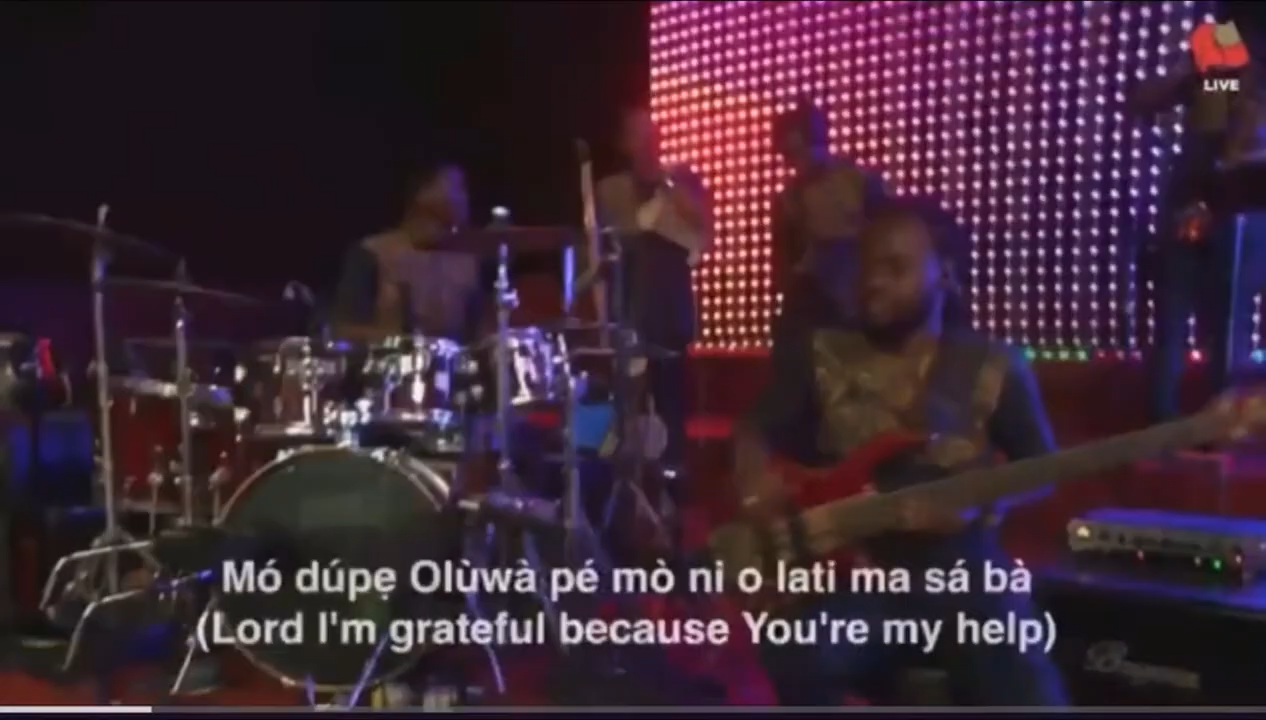 LIVE
Mó dúpẹ Olùwà pé mò ni o lati ma sá bà
(Lord I'm grateful because You're my help)